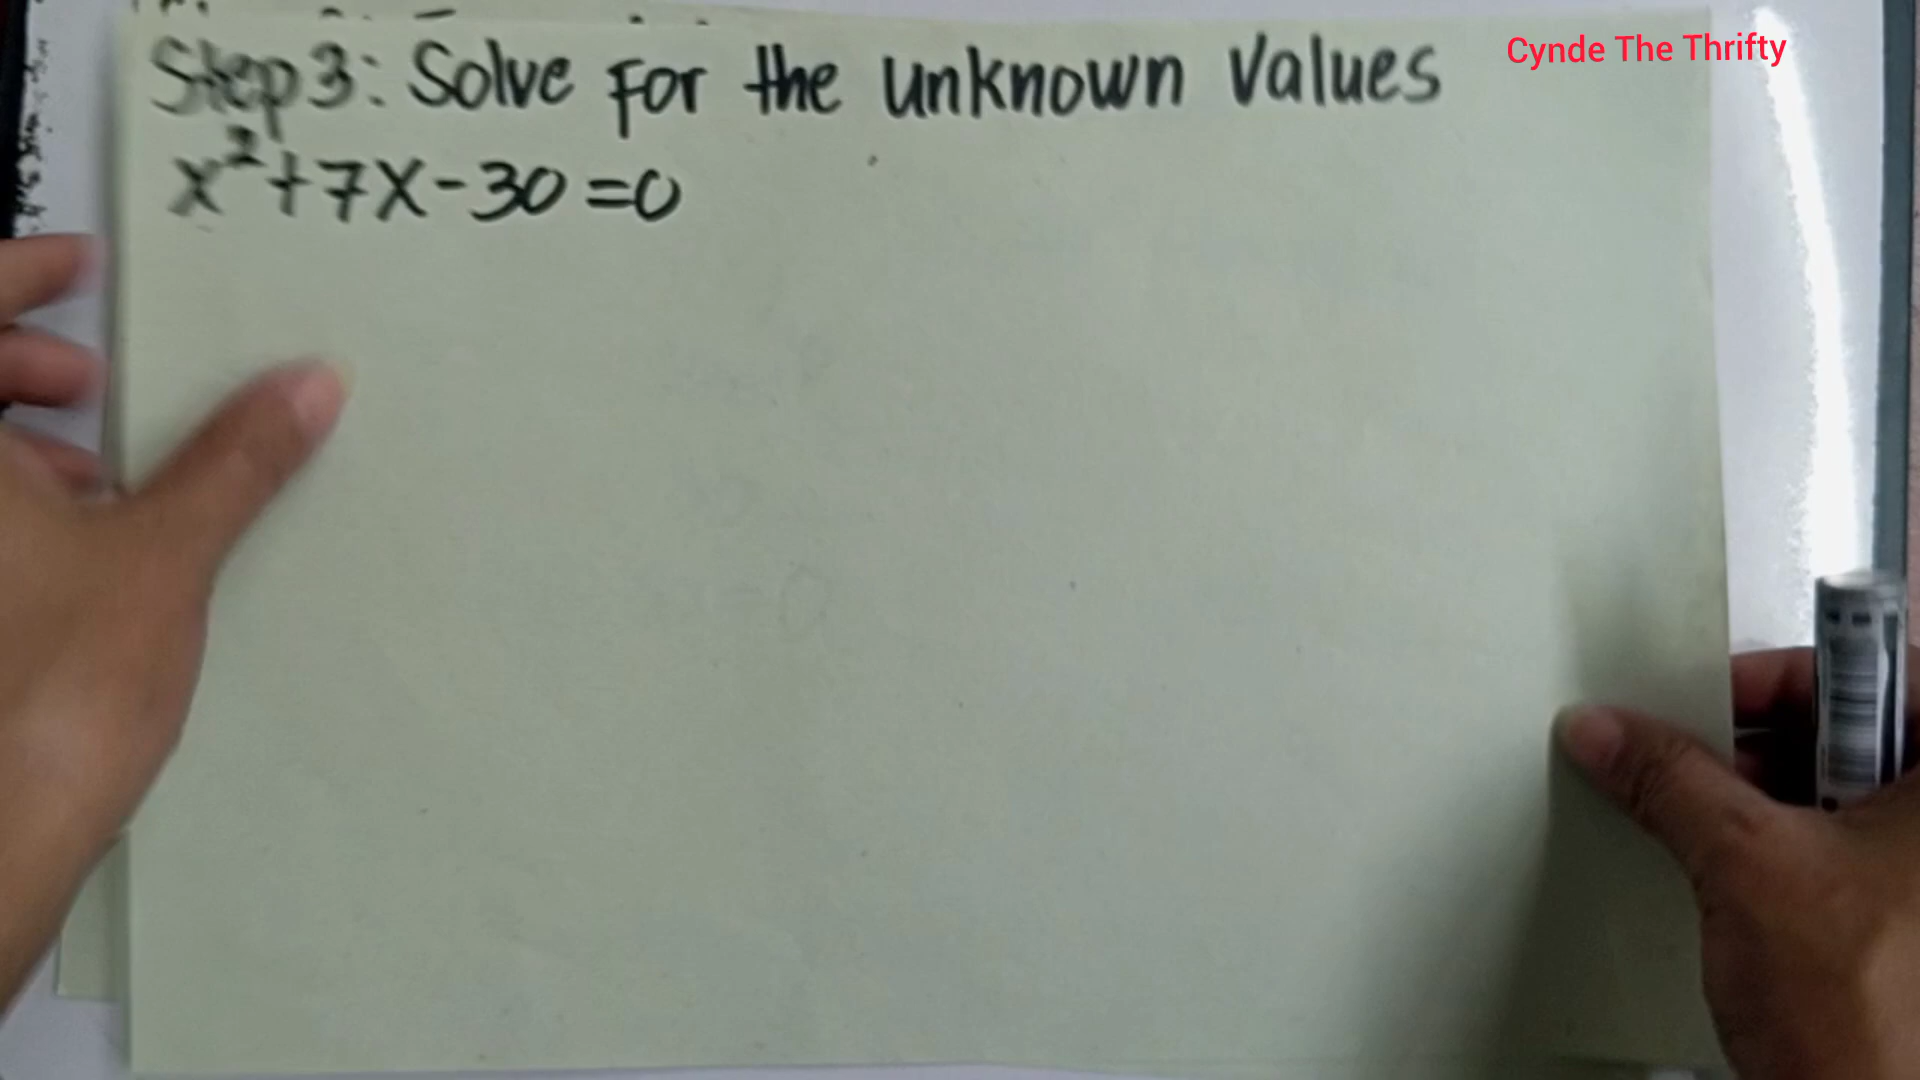 Cynde The Thrifty
Step 3: Solve For the unknown Values
x²+7x-30=0